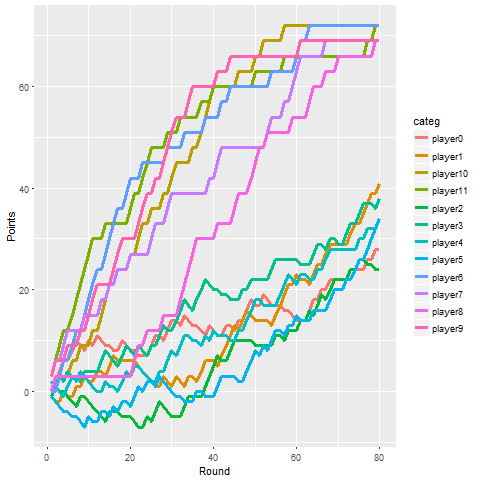 60
40
20
0
Points
0
20
40
60
80
Round
categ
player0
player1
player10
player11
player2
player3
player4
player5
player6
player7
player8
player9